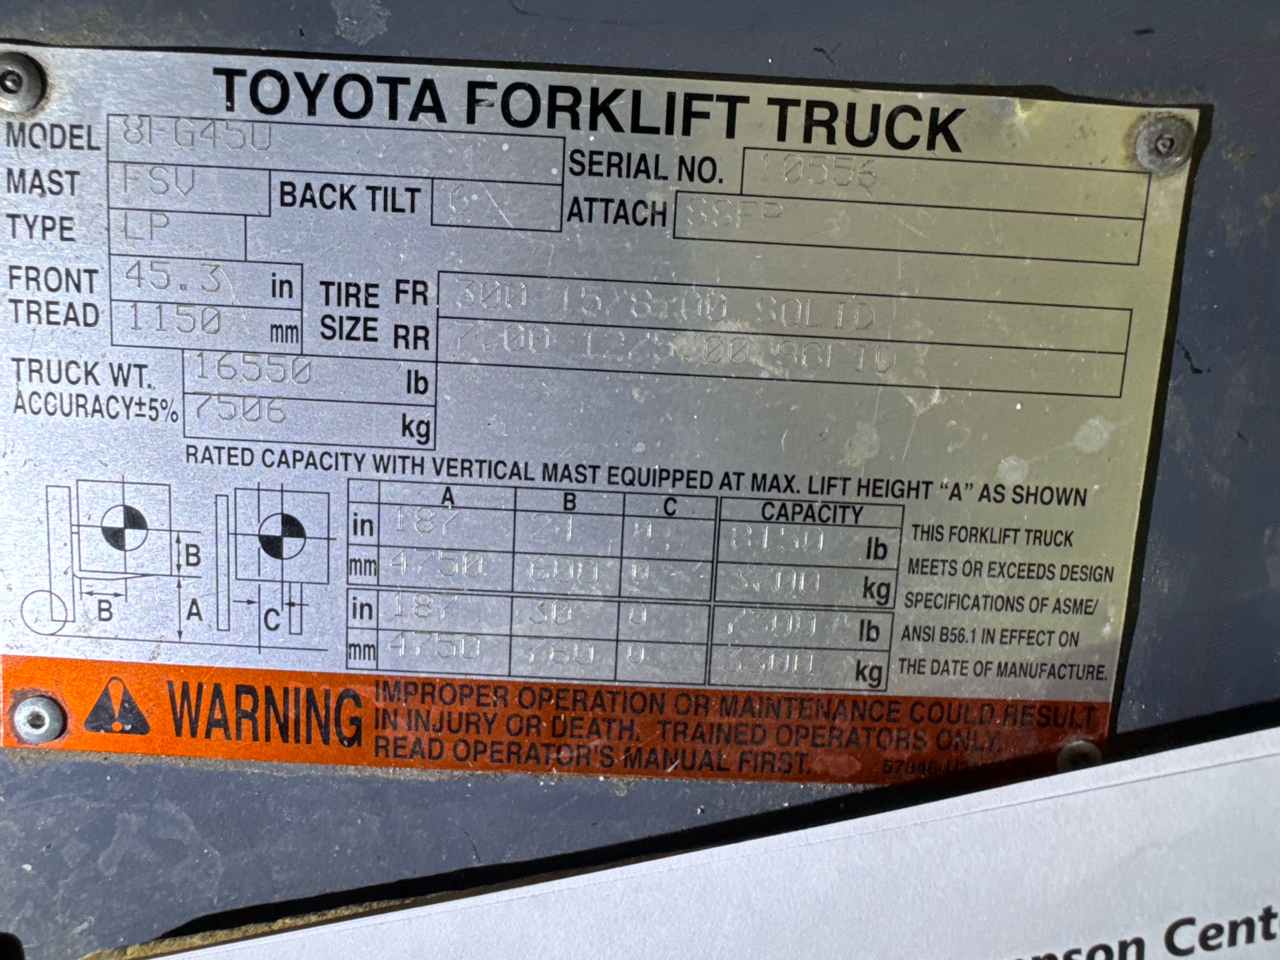 TOYOTA FORKLIFT TRUCK
MODEL 8FG45U
SERIAL NO. 10556
MAST FSV BACK TILT 6
ATTACH SSFP
TYPE LP
FRONT TREAD 45.3 in
1150 mm
TIRE SIZE FR 300-15/8.00 SOLID
RR 7.00-12/5.00 SOLID
TRUCK WT. 16550 lb
ACCURACY±5% 7506 kg
RATED CAPACITY WITH VERTICAL MAST EQUIPPED AT MAX. LIFT HEIGHT "A" AS SHOWN
A B C CAPACITY
in 187 24 0 8150 lb
mm 4750 600 0 3700 kg
in 187 30 0 7300 lb
mm 4750 760 0 3300 kg
B
B
A
C
THIS FORKLIFT TRUCK
MEETS OR EXCEEDS DESIGN
SPECIFICATIONS OF ASME/
ANSI B56.1 IN EFFECT ON
THE DATE OF MANUFACTURE.
WARNING
IMPROPER OPERATION OR MAINTENANCE COULD RESULT
IN INJURY OR DEATH. TRAINED OPERATORS ONLY.
READ OPERATOR'S MANUAL FIRST.